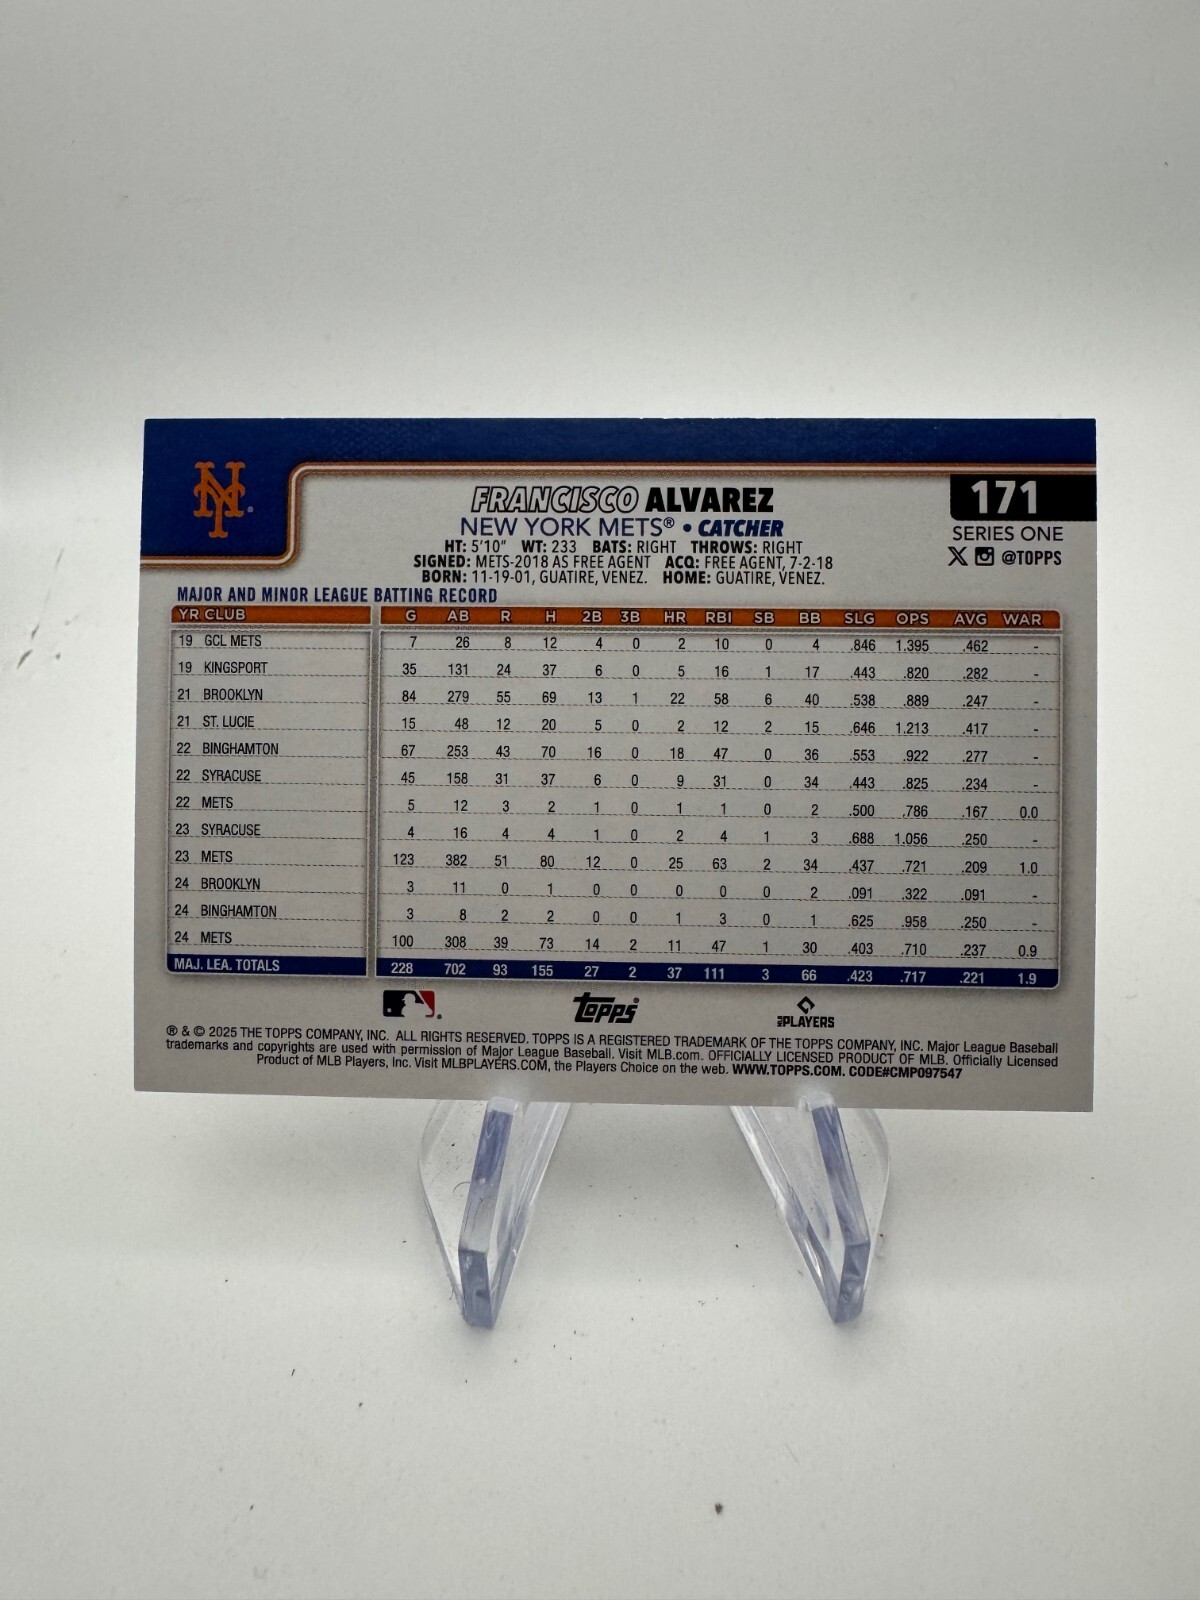 NY
FRANCISCO ALVAREZ
171
NEW YORK METS® • CATCHER
SERIES ONE
HT: 5'10" WT: 233 BATS: RIGHT THROWS: RIGHT
X @TOPPS
SIGNED: METS-2018 AS FREE AGENT ACQ: FREE AGENT, 7-2-18
BORN: 11-19-01, GUATIRE, VENEZ. HOME: GUATIRE, VENEZ.
MAJOR AND MINOR LEAGUE BATTING RECORD
YR CLUB G AB R H 2B 3B HR RBI SB BB SLG OPS AVG WAR
19 GCL METS 7 26 8 12 4 0 2 10 0 4 .846 1.395 .462 -
19 KINGSPORT 35 131 24 37 6 0 5 16 1 17 .443 .820 .282 -
21 BROOKLYN 84 279 55 69 13 1 22 58 6 40 .538 .889 .247 -
21 ST. LUCIE 15 48 12 20 5 0 2 12 2 15 .646 1.213 .417 -
22 BINGHAMTON 67 253 43 70 16 0 18 47 0 36 .553 .922 .277 -
22 SYRACUSE 45 158 31 37 6 0 9 31 0 34 .443 .825 .234 -
22 METS 5 12 3 2 1 0 1 1 0 2 .500 .786 .167 0.0
23 SYRACUSE 4 16 4 4 1 0 2 4 1 3 .688 1.056 .250 -
23 METS 123 382 51 80 12 0 25 63 2 34 .437 .721 .209 1.0
24 BROOKLYN 3 11 0 1 0 0 0 0 0 2 .091 .322 .091 -
24 BINGHAMTON 3 8 2 2 0 0 1 3 0 1 .625 .958 .250 -
24 METS 100 308 39 73 14 2 11 47 1 30 .403 .710 .237 0.9
MAJ. LEA. TOTALS 228 702 93 155 27 2 37 111 3 66 .423 .717 .221 1.9
Topps®
MLB PLAYERS
® & © 2025 THE TOPPS COMPANY, INC. ALL RIGHTS RESERVED. TOPPS IS A REGISTERED TRADEMARK OF THE TOPPS COMPANY, INC. Major League Baseball
trademarks and copyrights are used with permission of Major League Baseball. Visit MLB.com. OFFICIALLY LICENSED PRODUCT OF MLB. Officially Licensed
Product of MLB Players, Inc. Visit MLBPLAYERS.COM, the Players Choice on the web. WWW.TOPPS.COM. CODE#CMP097547